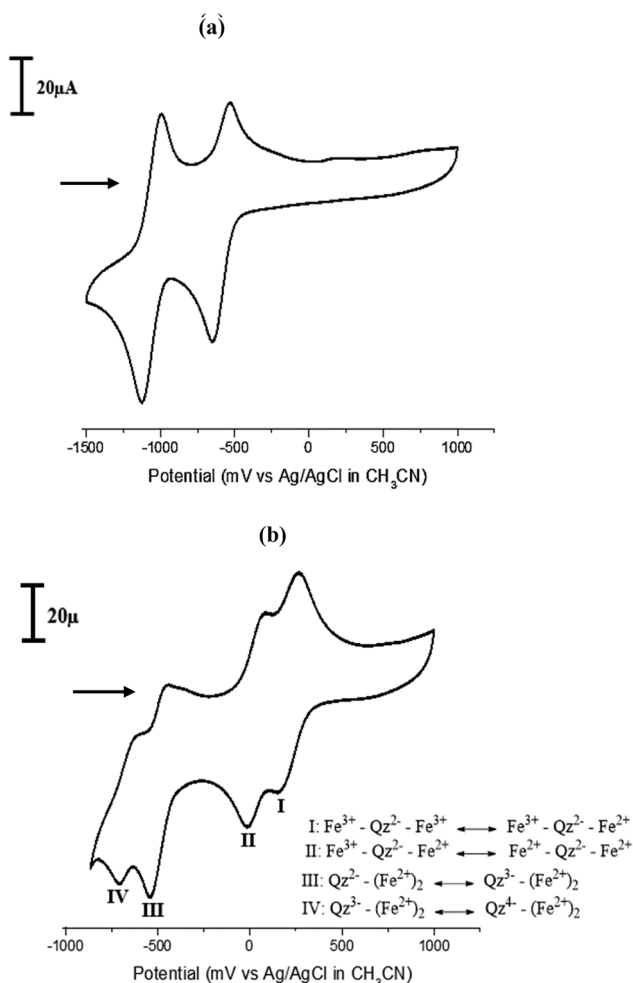 (a)
20μA
-1500 -1000 -500 0 500 1000
Potential (mV vs Ag/AgCl in CH₃CN)
(b)
20μ
I
II
IV
III
I: Fe³⁺ - Qz²⁻ - Fe³⁺ ⟷ Fe³⁺ - Qz²⁻ - Fe²⁺
II: Fe³⁺ - Qz²⁻ - Fe²⁺ ⟷ Fe²⁺ - Qz²⁻ - Fe²⁺
III: Qz²⁻ - (Fe²⁺)₂ ⟷ Qz³⁻ - (Fe²⁺)₂
IV: Qz³⁻ - (Fe²⁺)₂ ⟷ Qz⁴⁻ - (Fe²⁺)₂
-1000 -500 0 500 1000
Potential (mV vs Ag/AgCl in CH₃CN)